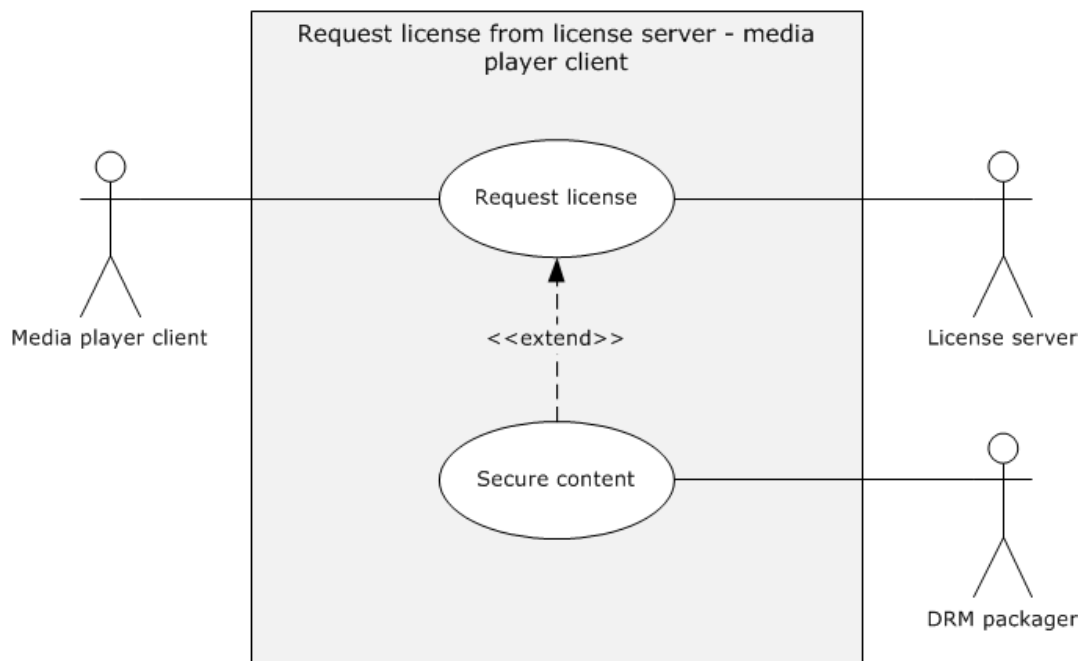 Request license from license server - media
player client
Request license
Media player client
<<extend>>
License server
Secure content
DRM packager